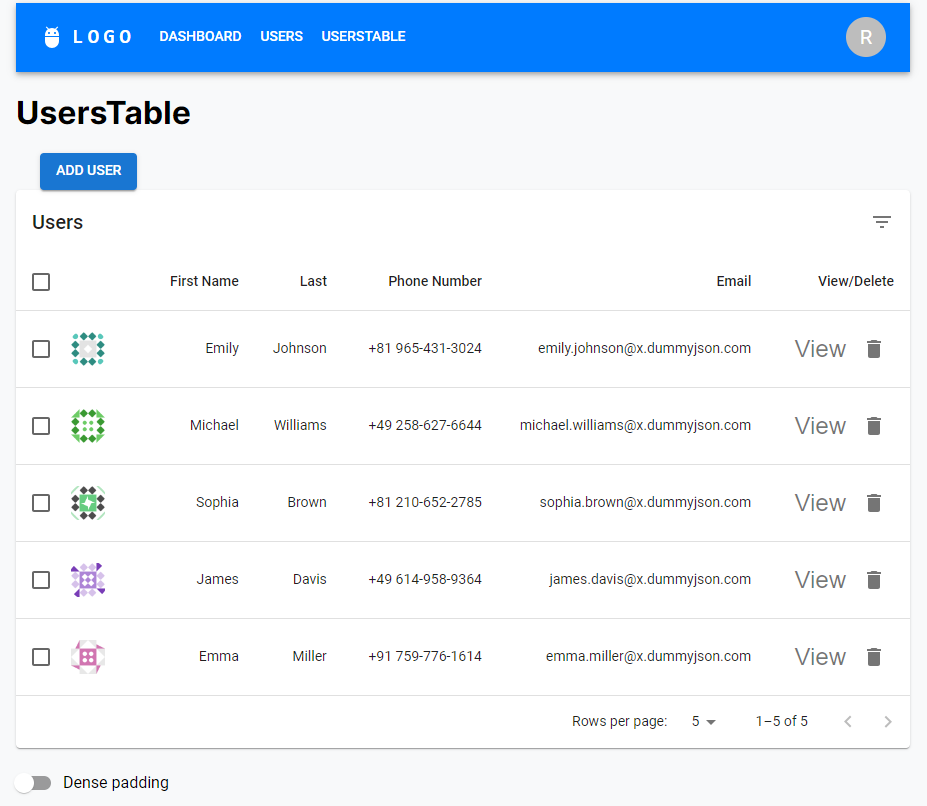 LOGO DASHBOARD USERS USERSTABLE R
UsersTable
ADD USER
Users
First Name Last Phone Number Email View/Delete
Emily Johnson +81 965-431-3024 emily.johnson@x.dummyjson.com View
Michael Williams +49 258-627-6644 michael.williams@x.dummyjson.com View
Sophia Brown +81 210-652-2785 sophia.brown@x.dummyjson.com View
James Davis +49 614-958-9364 james.davis@x.dummyjson.com View
Emma Miller +91 759-776-1614 emma.miller@x.dummyjson.com View
Rows per page: 5 1–5 of 5
Dense padding